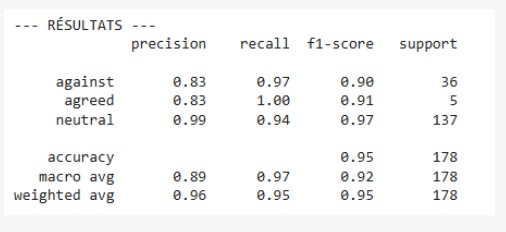 --- RÉSULTATS ---
precision recall f1-score support
against 0.83 0.97 0.90 36
agreed 0.83 1.00 0.91 5
neutral 0.99 0.94 0.97 137
accuracy 0.95 178
macro avg 0.89 0.97 0.92 178
weighted avg 0.96 0.95 0.95 178